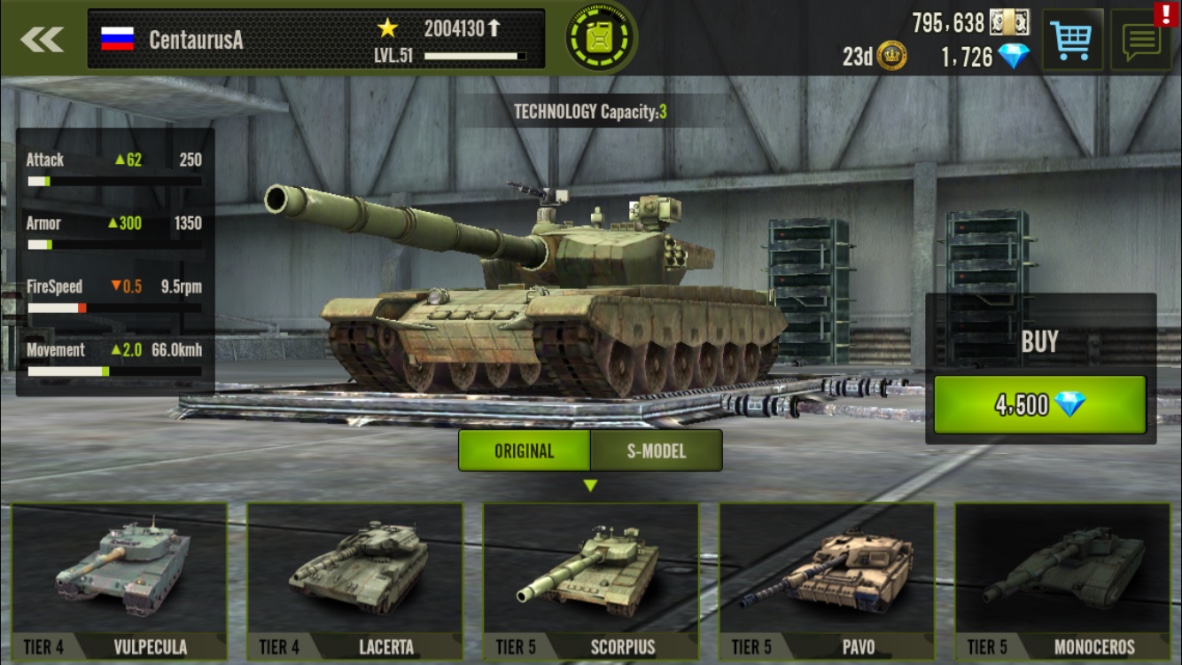 CentaurusA
2004130
LVL.51
795,638
23d
1,726
!
TECHNOLOGY Capacity:3
Attack 62 250
Armor 300 1350
FireSpeed 0.5 9.5rpm
Movement 2.0 66.0kmh
BUY
4,500
ORIGINAL
S-MODEL
TIER 4 VULPECULA
TIER 4 LACERTA
TIER 5 SCORPIUS
TIER 5 PAVO
TIER 5 MONOCEROS